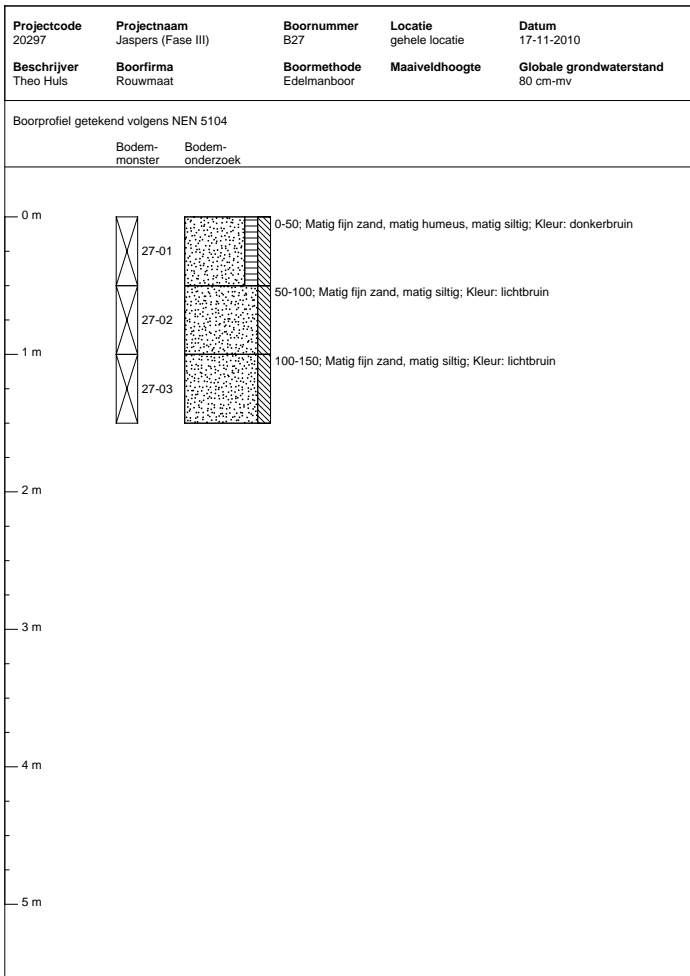 Projectcode Projectnaam Boornummer Locatie Datum
20297 Jaspers (Fase III) B27 gehele locatie 17-11-2010
Beschrijver Boorfirma Boormethode Maaiveldhoogte Globale grondwaterstand
Theo Huls Rouwmaat Edelmanboor 80 cm-mv
Boorprofiel getekend volgens NEN 5104
Bodem- Bodem-
monster onderzoek
0 m
0-50; Matig fijn zand, matig humeus, matig siltig; Kleur: donkerbruin
27-01
50-100; Matig fijn zand, matig siltig; Kleur: lichtbruin
27-02
1 m
100-150; Matig fijn zand, matig siltig; Kleur: lichtbruin
27-03
2 m
3 m
4 m
5 m